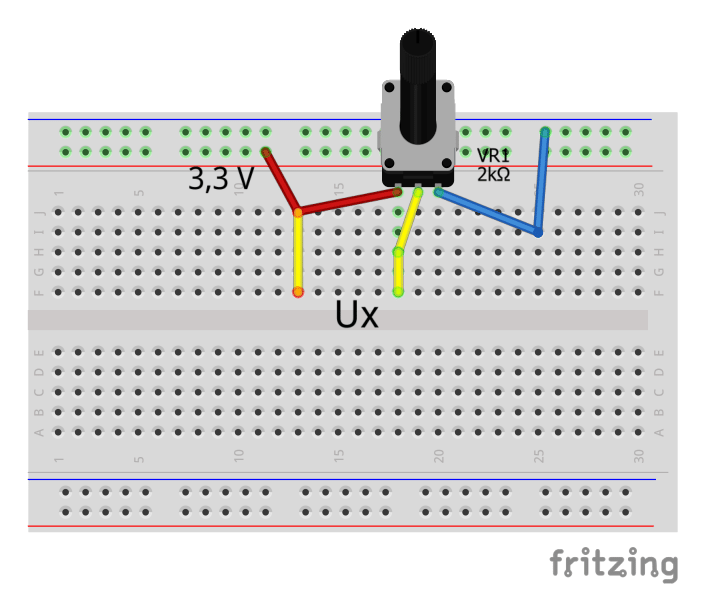 3,3 V
VR1
2kΩ
1 5 10 15 25 30
J J
I I
H H
G G
F F
Ux
E E
D D
C C
B B
A A
1 5 10 15 20 25 30
fritzing